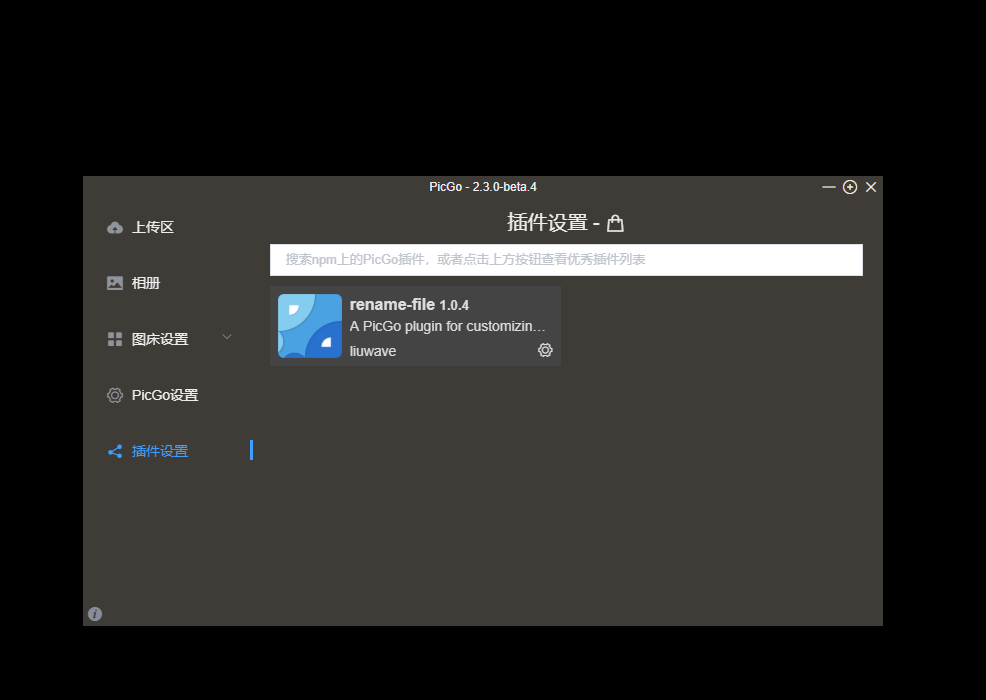 PicGo - 2.3.0-beta.4
上传区
相册
图床设置
PicGo设置
插件设置
插件设置 -
搜索npm上的PicGo插件，或者点击上方按钮查看优秀插件列表
rename-file 1.0.4
A PicGo plugin for customizin…
liuwave